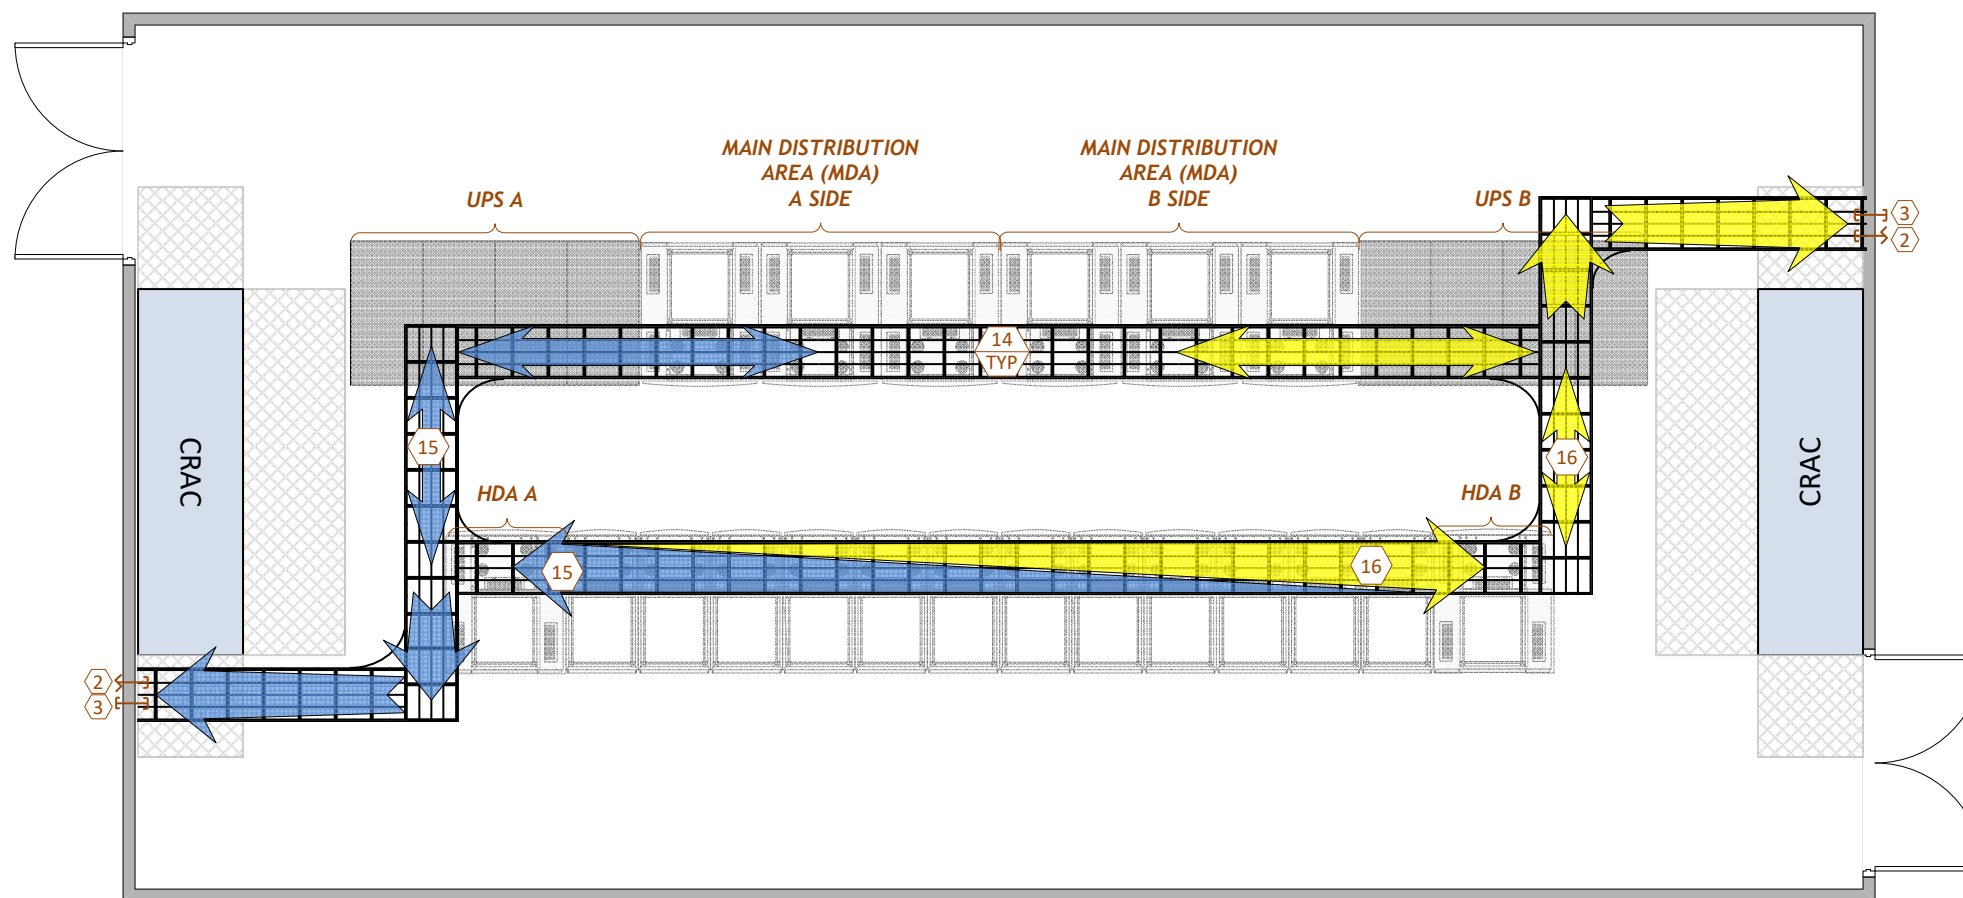 MAIN DISTRIBUTION
AREA (MDA)
A SIDE
MAIN DISTRIBUTION
AREA (MDA)
B SIDE
UPS A
UPS B
3
2
14
TYP
15
16
CRAC
CRAC
HDA A
HDA B
15
16
2
3